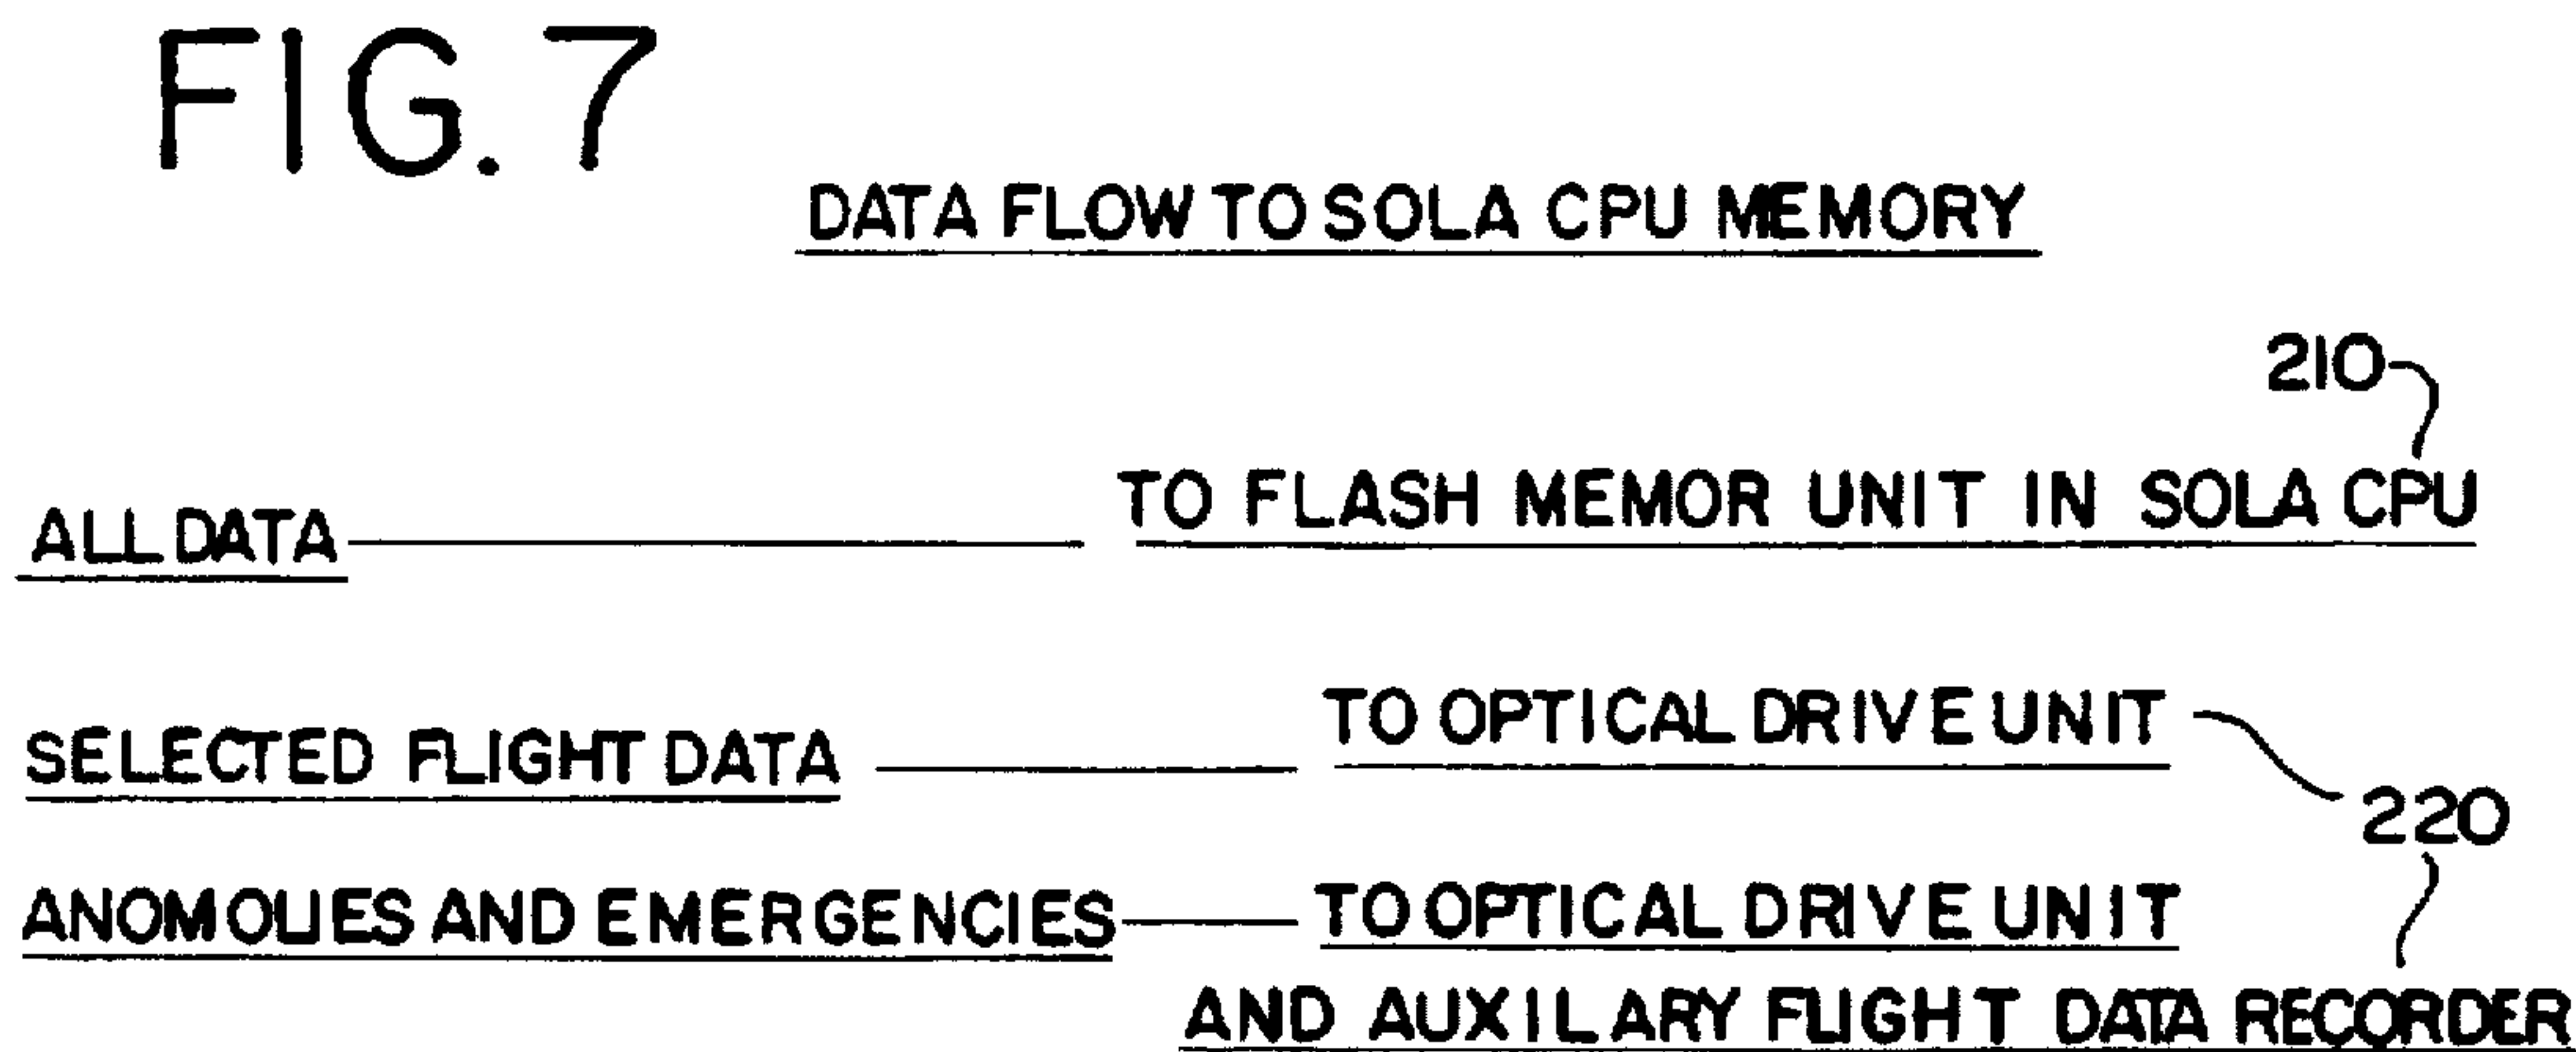 FIG. 7
DATA FLOW TO SOLA CPU MEMORY
210
ALL DATA TO FLASH MEMOR UNIT IN SOLA CPU
SELECTED FLIGHT DATA TO OPTICAL DRIVE UNIT
220
ANOMOLIES AND EMERGENCIES TO OPTICAL DRIVE UNIT
AND AUXILARY FLIGHT DATA RECORDER